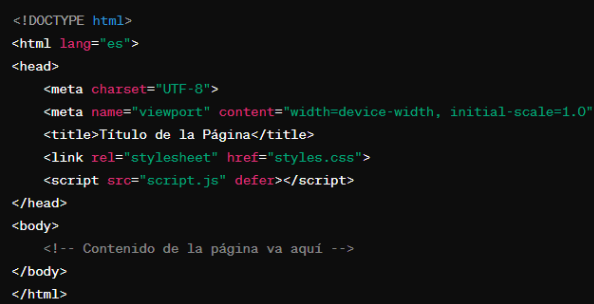 <!DOCTYPE html>
<html lang="es">
<head>
    <meta charset="UTF-8">
    <meta name="viewport" content="width=device-width, initial-scale=1.0"
    <title>Título de la Página</title>
    <link rel="stylesheet" href="styles.css">
    <script src="script.js" defer></script>
</head>
<body>
    <!-- Contenido de la página va aquí -->
</body>
</html>